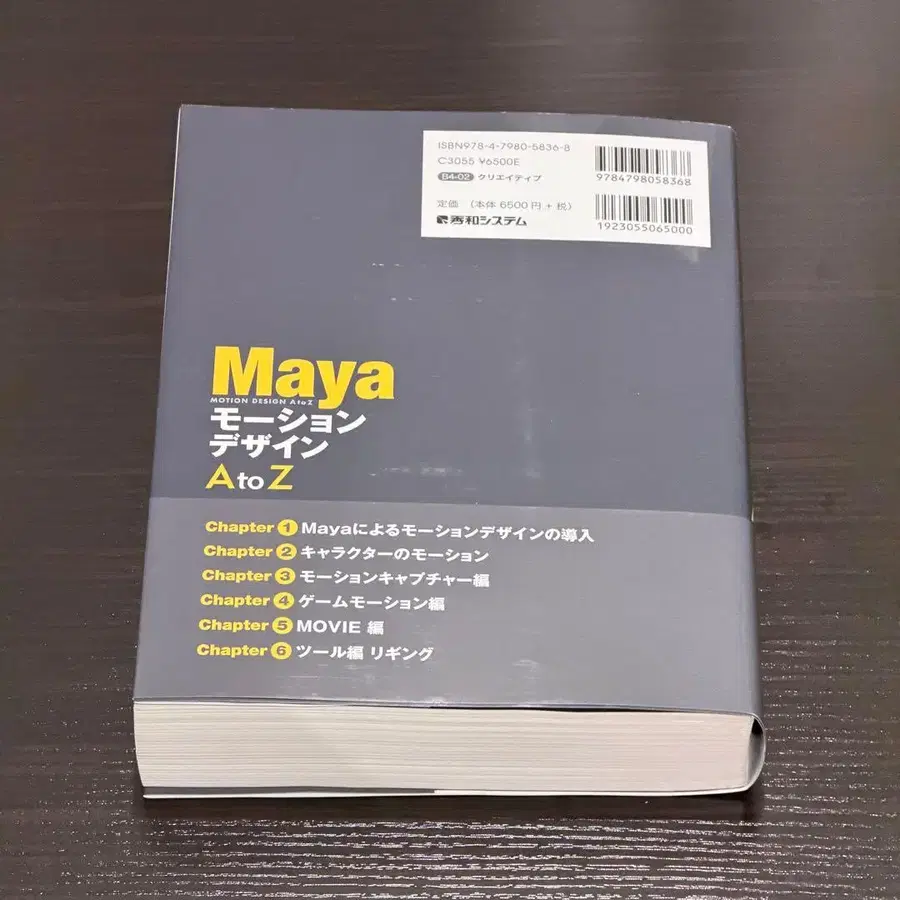 ISBN978-4-7980-5836-8
C3055 ¥6500E
B4-02 クリエイティブ
定価 (本体 6500円+税)
秀和システム
9784798058368
1923055065000
Maya
MOTION DESIGN A to Z
モーション
デザイン
A to Z
Chapter 1 Mayaによるモーションデザインの導入
Chapter 2 キャラクターのモーション
Chapter 3 モーションキャプチャー編
Chapter 4 ゲームモーション編
Chapter 5 MOVIE 編
Chapter 6 ツール編 リギング